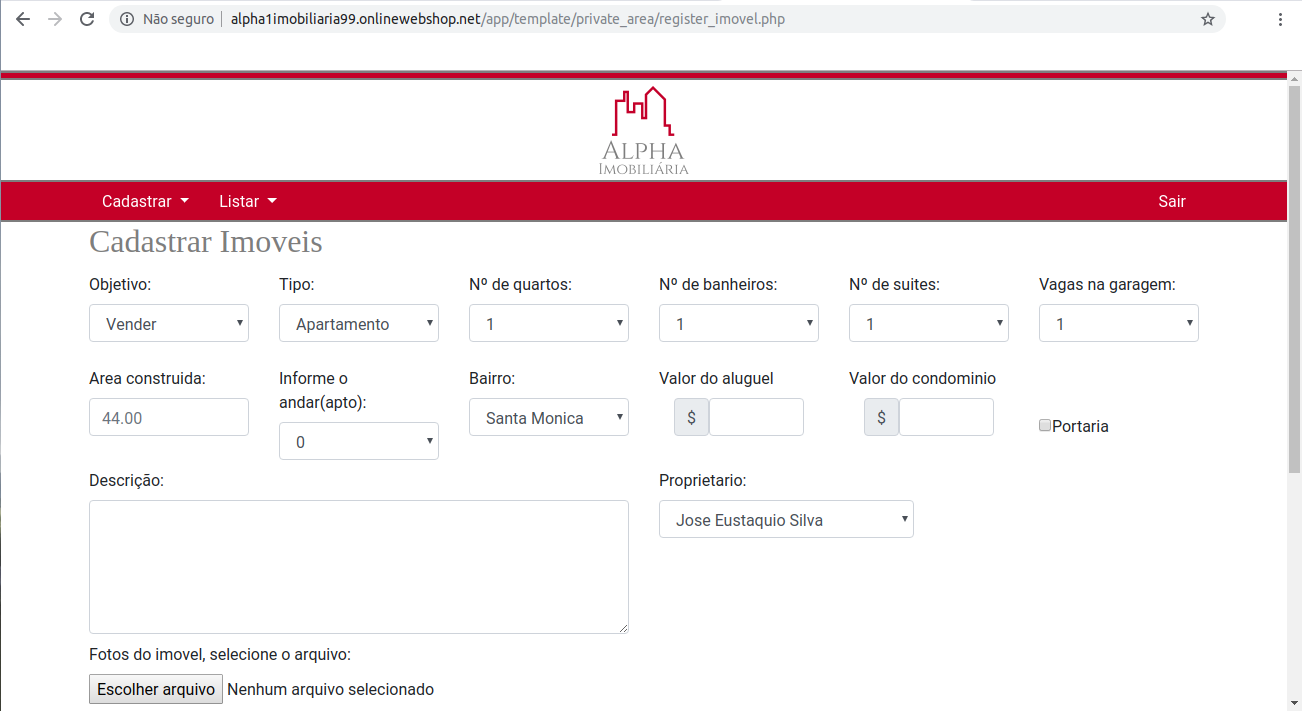 Não seguro | alpha1imobiliaria99.onlinewebshop.net/app/template/private_area/register_imovel.php
ALPHA
IMOBILIÁRIA
Cadastrar Listar Sair
Cadastrar Imoveis
Objetivo: Tipo: Nº de quartos: Nº de banheiros: Nº de suites: Vagas na garagem:
Vender Apartamento 1 1 1 1
Area construida: Informe o andar(apto): Bairro: Valor do aluguel Valor do condominio
44.00 0 Santa Monica $ $ Portaria
Descrição: Proprietario:
Jose Eustaquio Silva
Fotos do imovel, selecione o arquivo:
Escolher arquivo Nenhum arquivo selecionado